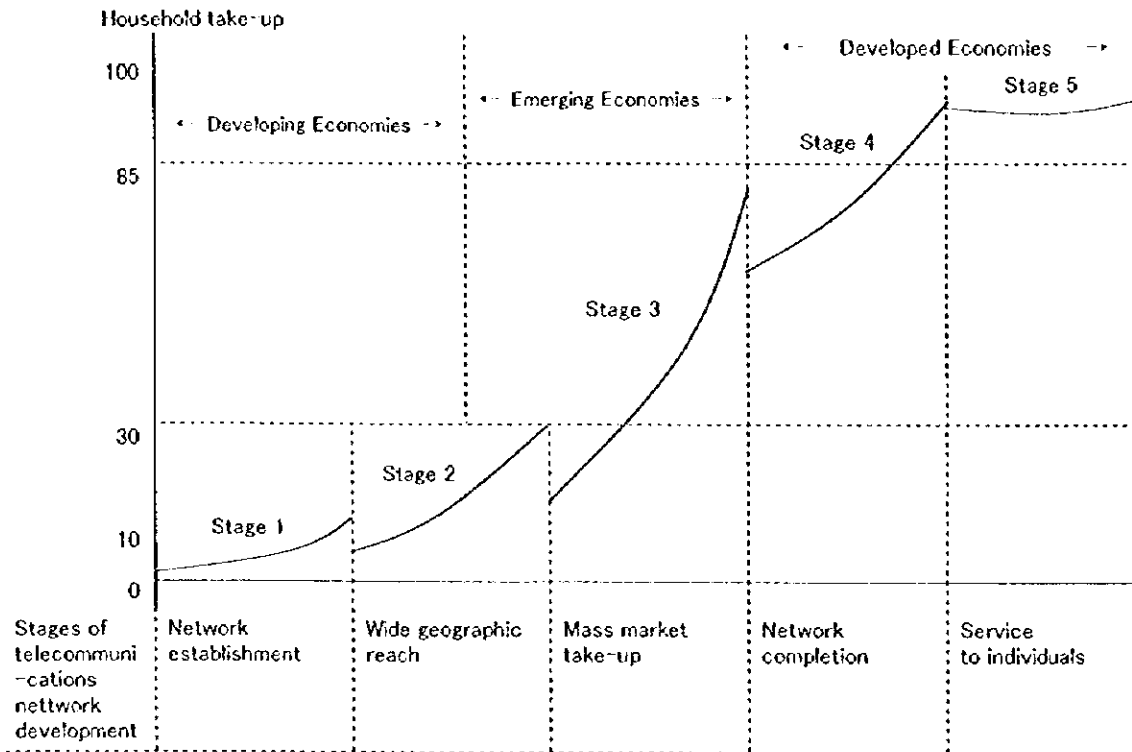 Household take-up
100
← Developed Economies →
Stage 5
← Emerging Economies →
← Developing Economies →
Stage 4
85
Stage 3
30
Stage 2
Stage 1
10
0
Stages of
telecommuni
-cations
nettwork
development
Network
establishment
Wide geographic
reach
Mass market
take-up
Network
completion
Service
to individuals